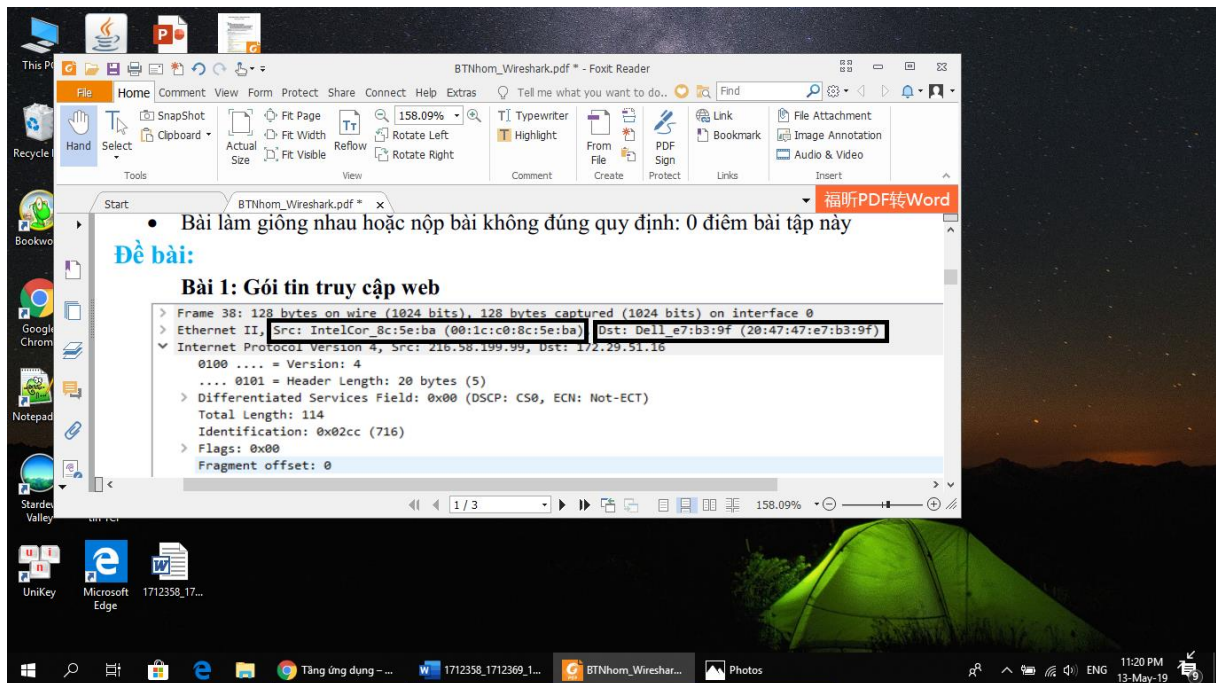 This PC
Recycle
Google
Chrom
Notepad
Valley
UniKey
Microsoft
Edge
1712358_17...
BTNhom_Wireshark.pdf * - Foxit Reader
File Home Comment View Form Protect Share Connect Help Extras Tell me what you want to do.. Find
Hand
Select
SnapShot
Clipboard
Tools
Actual
Size
Fit Page
Fit Width
Fit Visible
Reflow
158.09%
Rotate Left
Rotate Right
View
Typewriter
Highlight
Comment
From
File
Create
PDF
Sign
Protect
Link
Bookmark
Links
File Attachment
Image Annotation
Audio & Video
Insert
Start BTNhom_Wireshark.pdf * x
福昕PDF转Word
• Bài làm giống nhau hoặc nộp bài không đúng quy định: 0 điểm bài tập này
Đề bài:
Bài 1: Gói tin truy cập web
> Frame 38: 128 bytes on wire (1024 bits), 128 bytes captured (1024 bits) on interface 0
> Ethernet II, Src: IntelCor_8c:5e:ba (00:1c:c0:8c:5e:ba), Dst: Dell_e7:b3:9f (20:47:47:e7:b3:9f)
Internet Protocol Version 4, Src: 216.58.199.99, Dst: 172.29.51.16
0100 .... = Version: 4
.... 0101 = Header Length: 20 bytes (5)
> Differentiated Services Field: 0x00 (DSCP: CS0, ECN: Not-ECT)
Total Length: 114
Identification: 0x02cc (716)
> Flags: 0x00
Fragment offset: 0
1 / 3
158.09%
Tầng ứng dụng – ...
1712358_1712369_1...
BTNhom_Wireshar...
Photos
ENG
11:20 PM
13-May-19
9